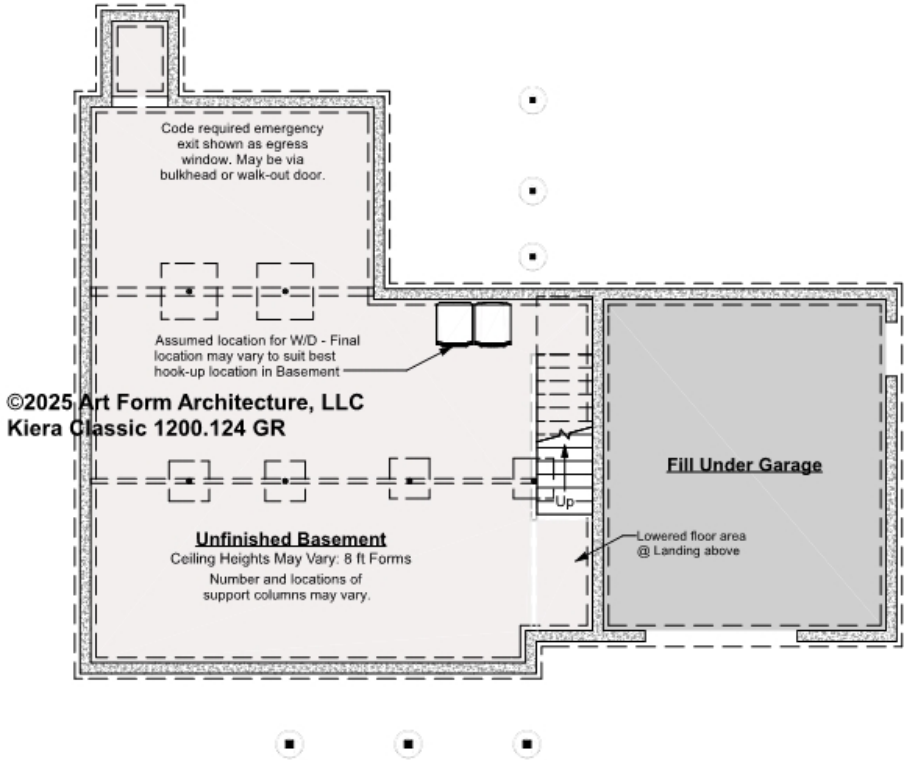 Code required emergency
exit shown as egress
window. May be via
bulkhead or walk-out door.
Assumed location for W/D - Final
location may vary to suit best
hook-up location in Basement
©2025 Art Form Architecture, LLC
Kiera Classic 1200.124 GR
Fill Under Garage
Up
Unfinished Basement
Ceiling Heights May Vary: 8 ft Forms
Number and locations of
support columns may vary.
Lowered floor area
@ Landing above